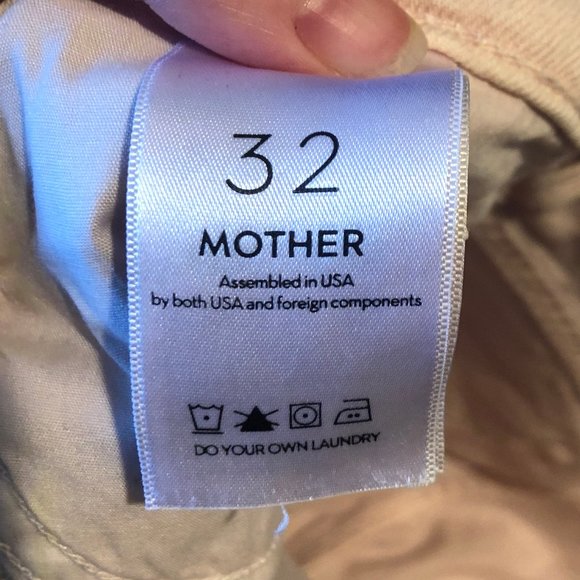 32
MOTHER
Assembled in USA
by both USA and foreign components
DO YOUR OWN LAUNDRY